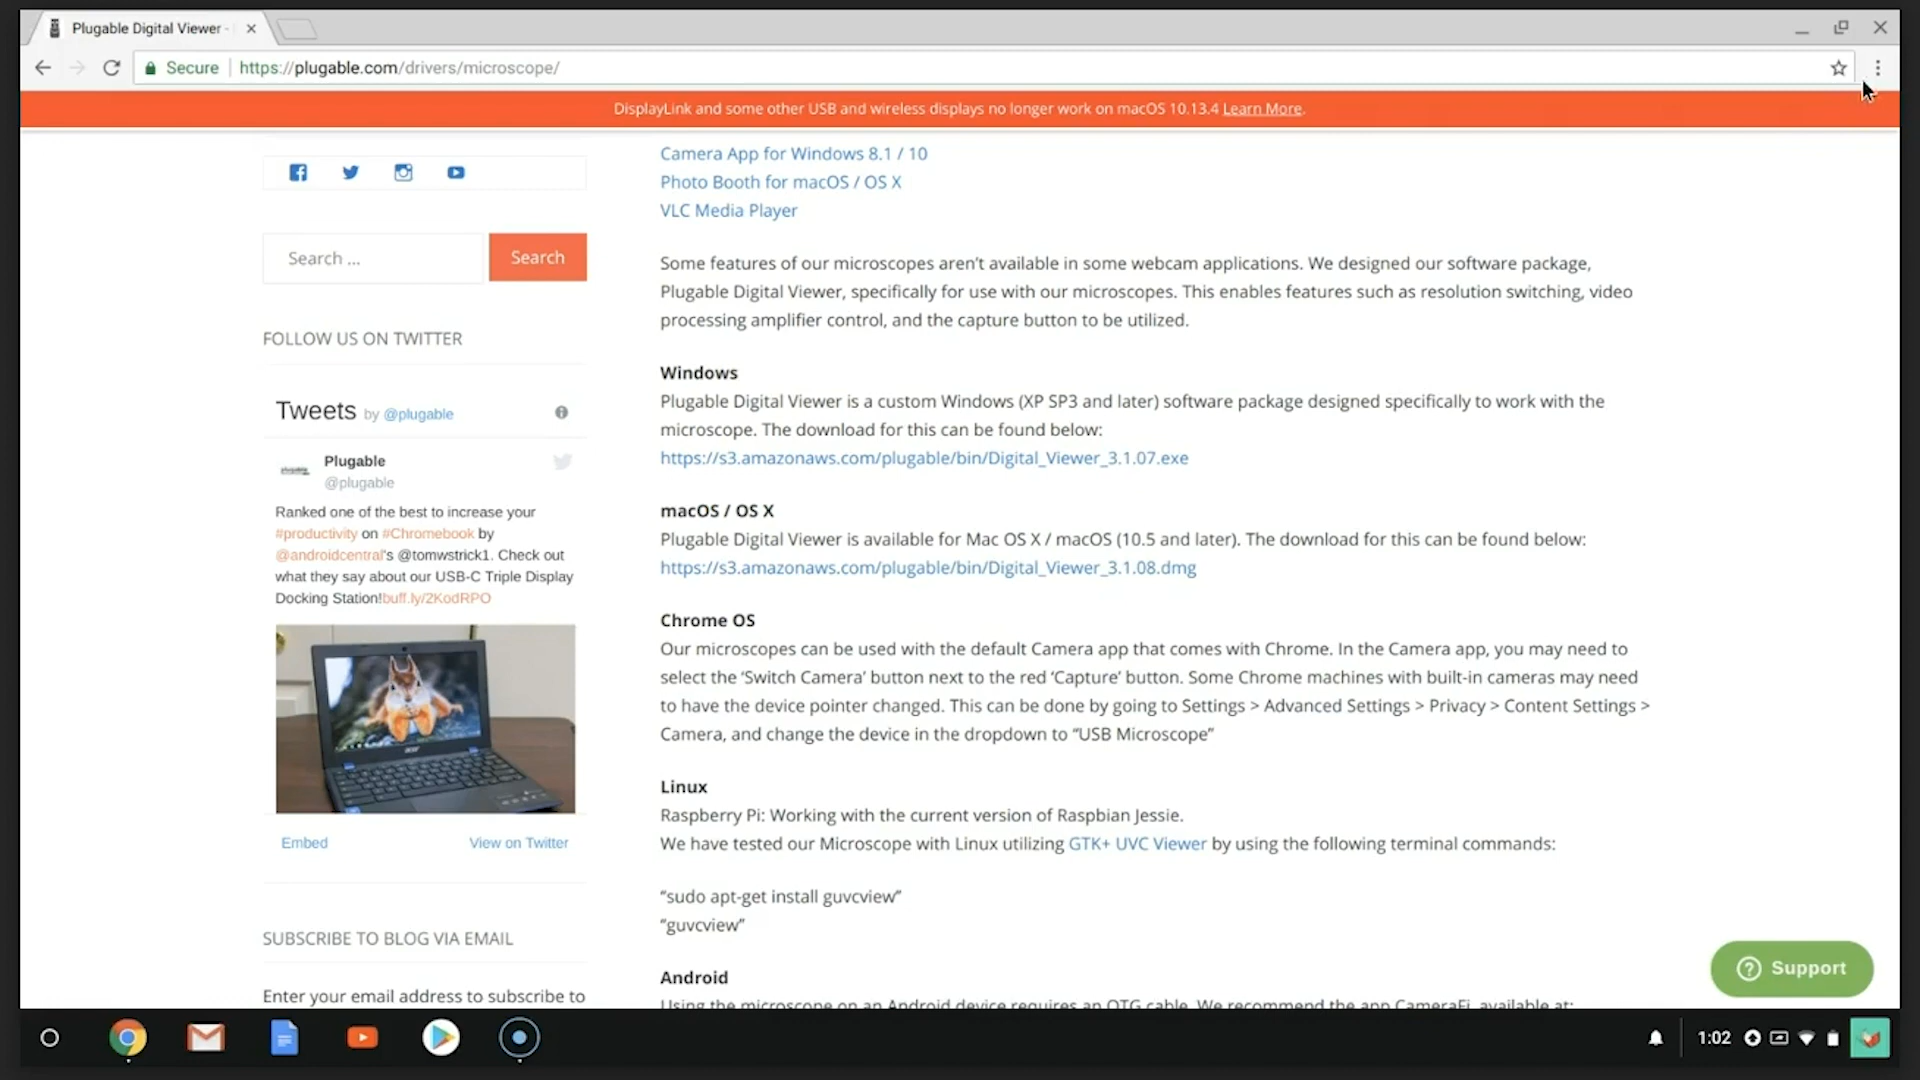 Plugable Digital Viewer -
Secure
https://plugable.com/drivers/microscope/
DisplayLink and some other USB and wireless displays no longer work on macOS 10.13.4 Learn More.
Search ...
Search
FOLLOW US ON TWITTER
Tweets by @plugable
Plugable
@plugable
Ranked one of the best to increase your
#productivity on #Chromebook by
@androidcentral's @tomwstrick1. Check out
what they say about our USB-C Triple Display
Docking Station!buff.ly/2KodRPO
acer
Embed
View on Twitter
SUBSCRIBE TO BLOG VIA EMAIL
Enter your email address to subscribe to
Camera App for Windows 8.1 / 10
Photo Booth for macOS / OS X
VLC Media Player
Some features of our microscopes aren't available in some webcam applications. We designed our software package,
Plugable Digital Viewer, specifically for use with our microscopes. This enables features such as resolution switching, video
processing amplifier control, and the capture button to be utilized.
Windows
Plugable Digital Viewer is a custom Windows (XP SP3 and later) software package designed specifically to work with the
microscope. The download for this can be found below:
https://s3.amazonaws.com/plugable/bin/Digital_Viewer_3.1.07.exe
macOS / OS X
Plugable Digital Viewer is available for Mac OS X / macOS (10.5 and later). The download for this can be found below:
https://s3.amazonaws.com/plugable/bin/Digital_Viewer_3.1.08.dmg
Chrome OS
Our microscopes can be used with the default Camera app that comes with Chrome. In the Camera app, you may need to
select the ‘Switch Camera’ button next to the red ‘Capture’ button. Some Chrome machines with built-in cameras may need
to have the device pointer changed. This can be done by going to Settings > Advanced Settings > Privacy > Content Settings >
Camera, and change the device in the dropdown to “USB Microscope”
Linux
Raspberry Pi: Working with the current version of Raspbian Jessie.
We have tested our Microscope with Linux utilizing GTK+ UVC Viewer by using the following terminal commands:
“sudo apt-get install guvcview”
“guvcview”
Android
Using the microscope on an Android device requires an OTG cable. We recommend the app CameraFi, available at:
Support
1:02